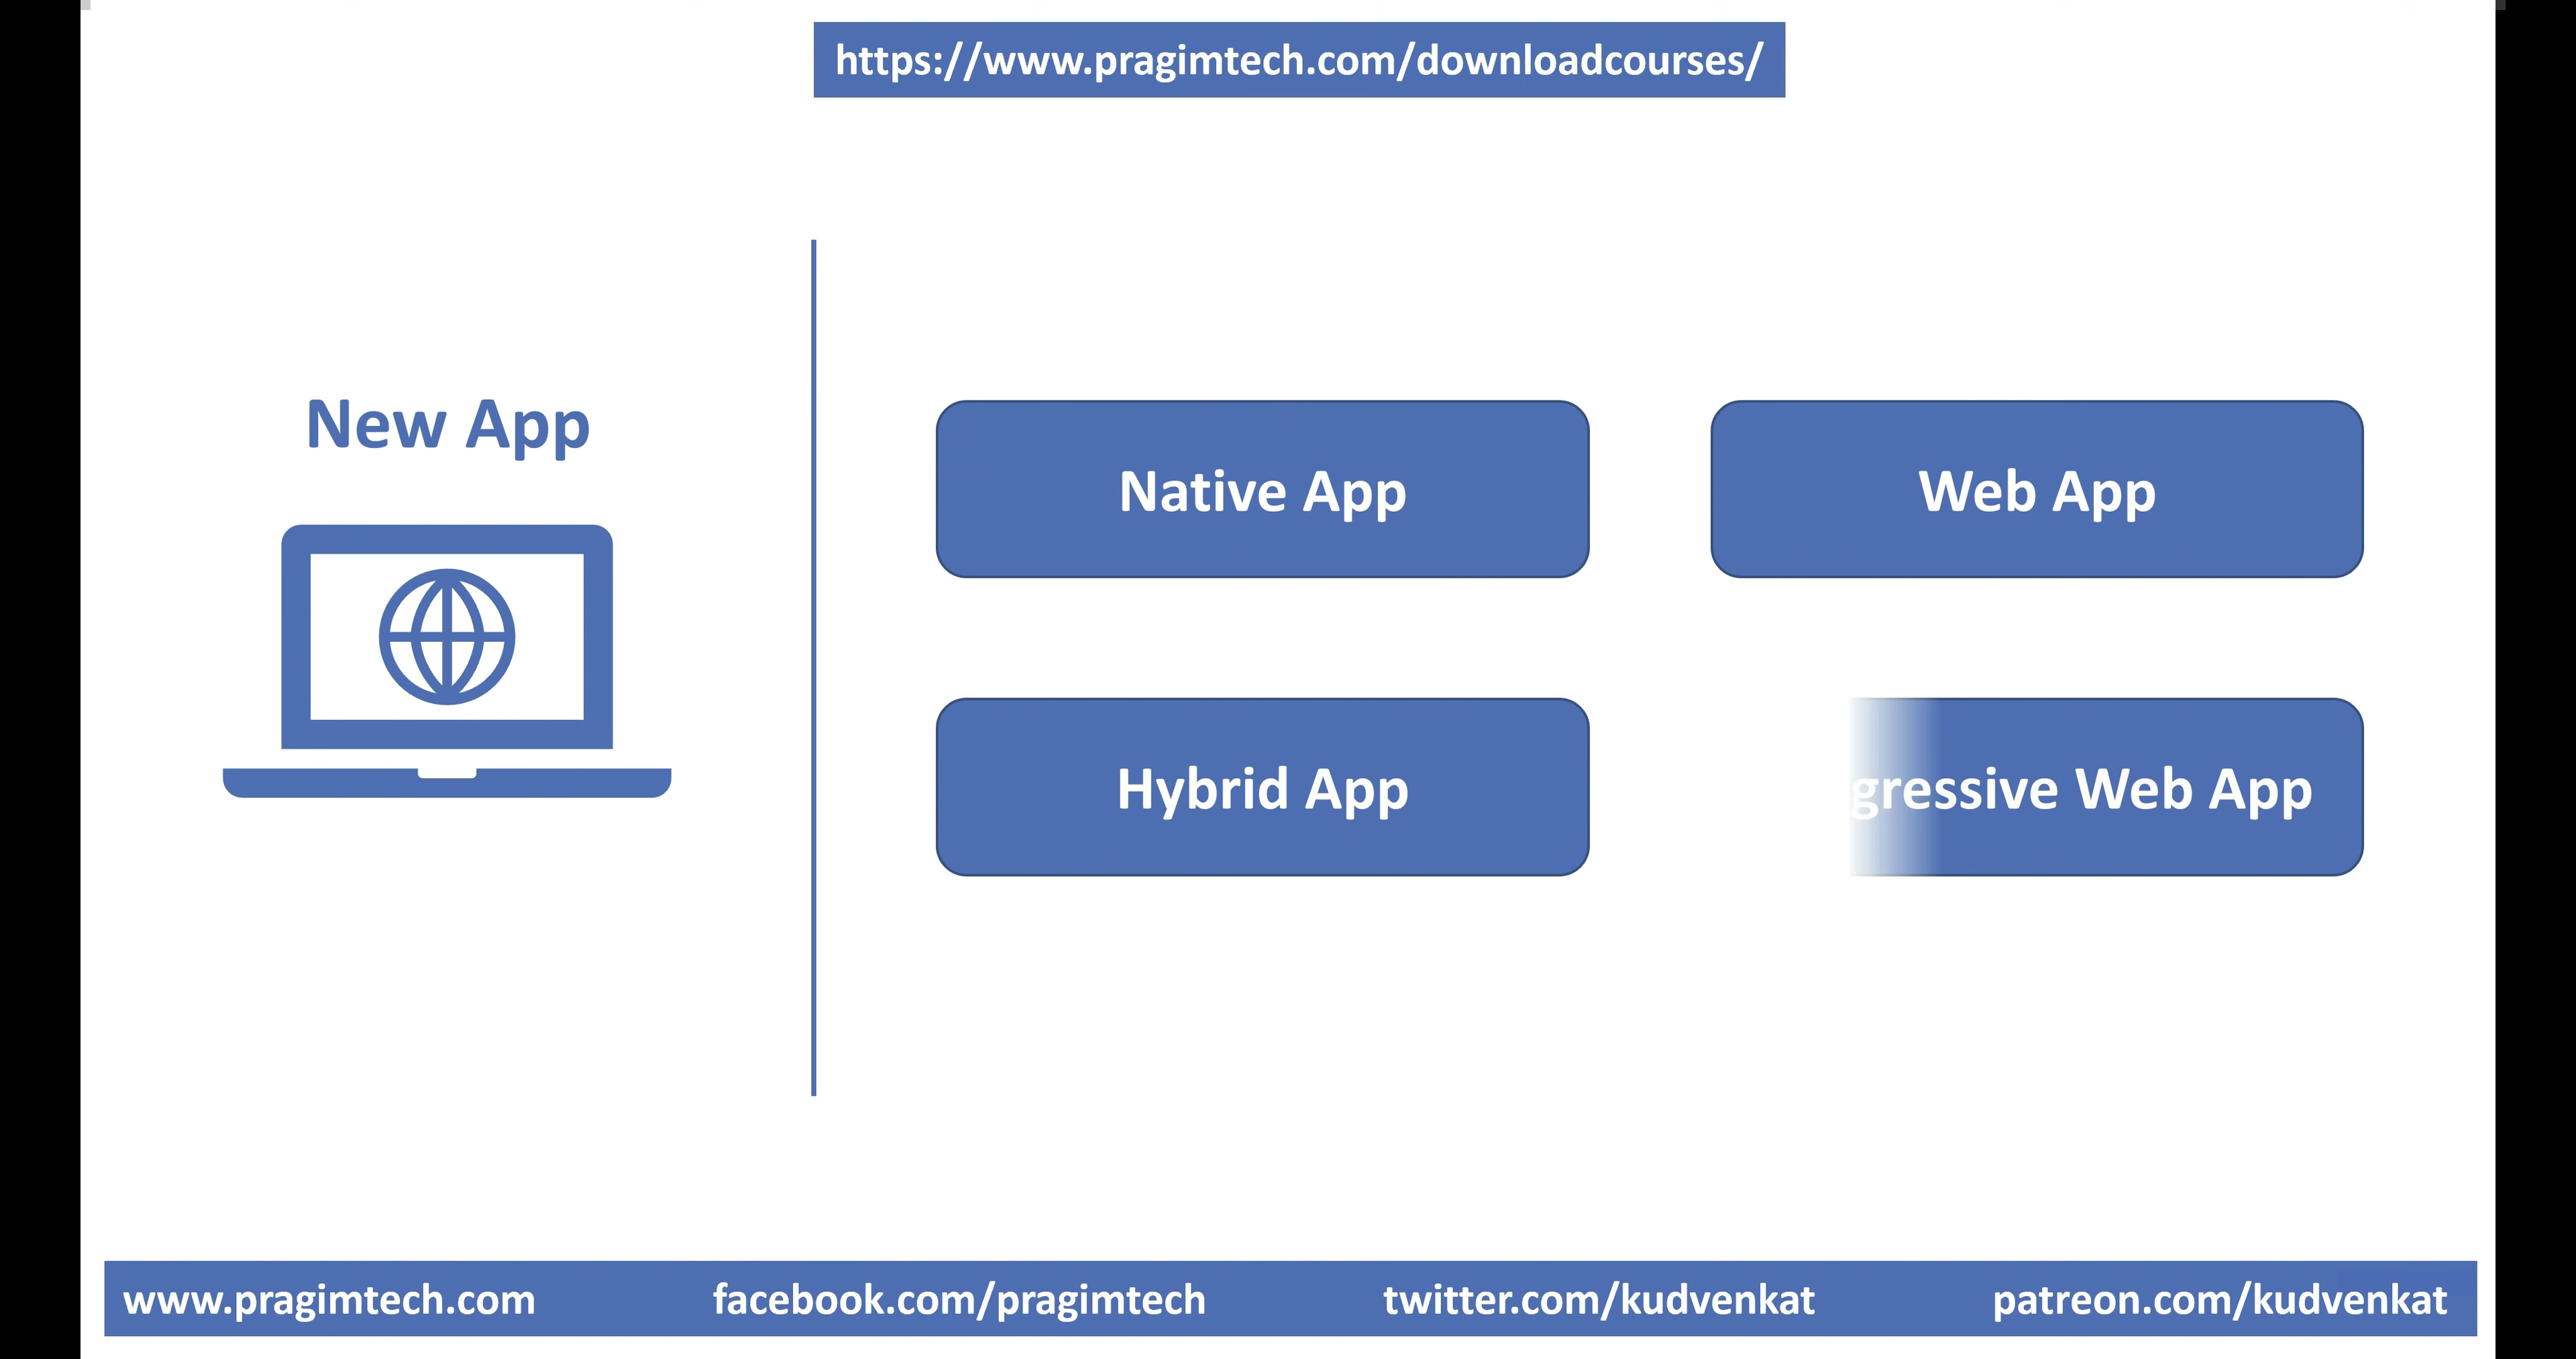 https://www.pragimtech.com/downloadcourses/
New App
Native App
Web App
Hybrid App
gressive Web App
www.pragimtech.com
facebook.com/pragimtech
twitter.com/kudvenkat
patreon.com/kudvenkat